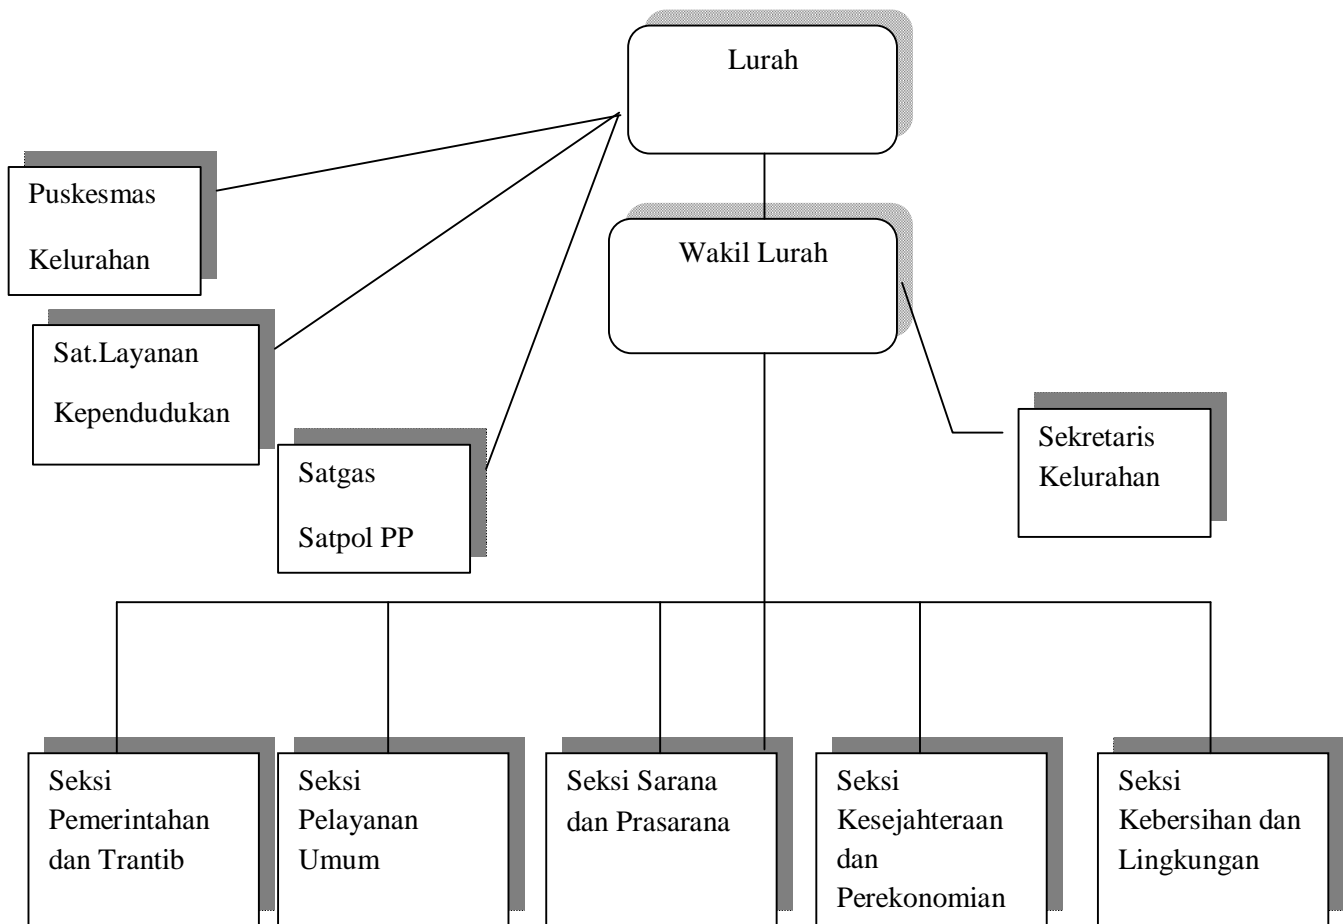 Lurah
Puskesmas
Kelurahan
Wakil Lurah
Sat.Layanan
Kependudukan
Satgas
Satpol PP
Sekretaris
Kelurahan
Seksi
Pemerintahan
dan Trantib
Seksi
Pelayanan
Umum
Seksi Sarana
dan Prasarana
Seksi
Kesejahteraan
dan
Perekonomian
Seksi
Kebersihan dan
Lingkungan